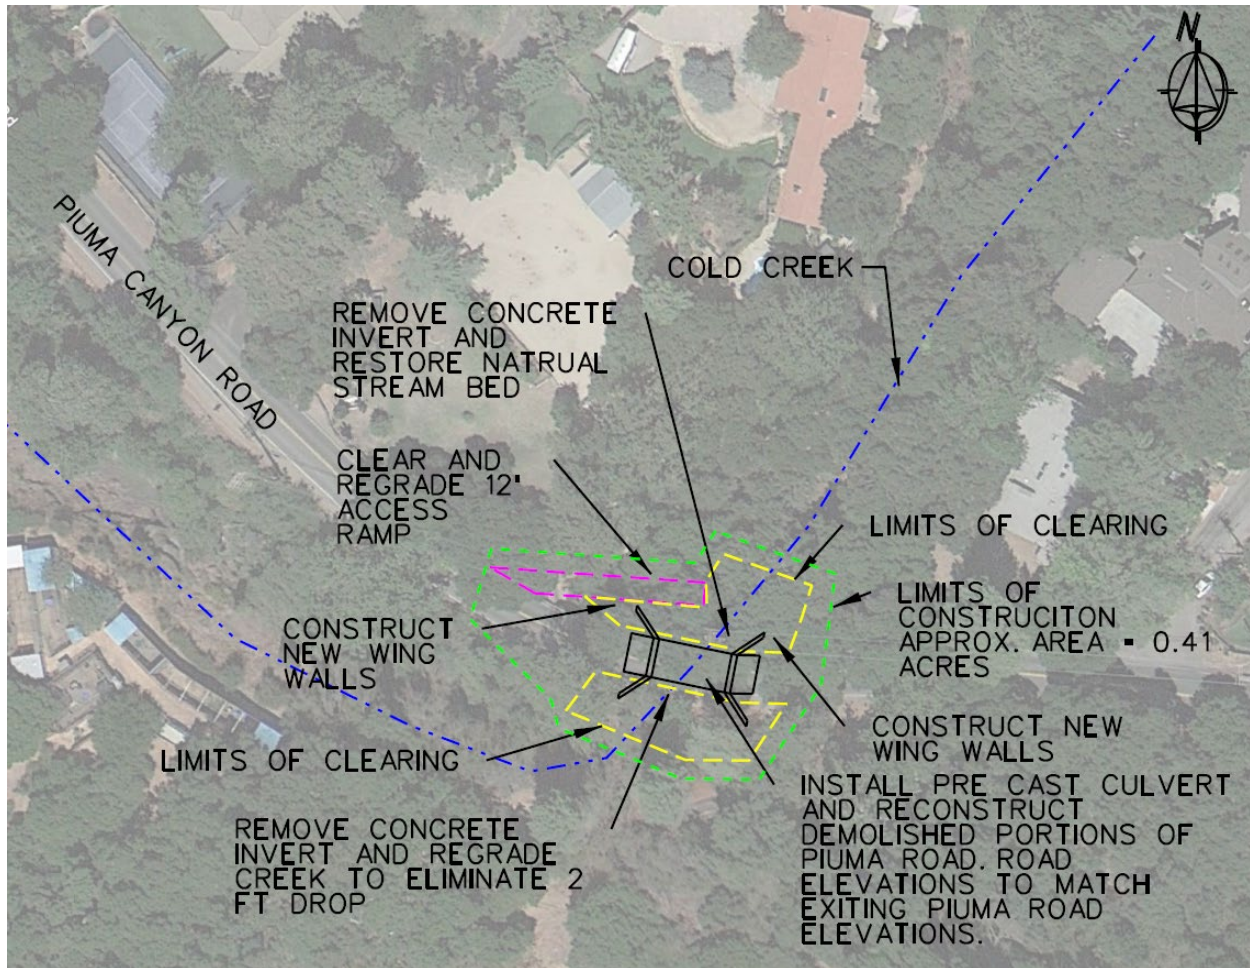 N
COLD CREEK
PIUMA CANYON ROAD
REMOVE CONCRETE
INVERT AND
RESTORE NATRUAL
STREAM BED
CLEAR AND
REGRADE 12'
ACCESS
RAMP
LIMITS OF CLEARING
LIMITS OF
CONSTRUCITON
APPROX. AREA = 0.41
ACRES
CONSTRUCT
NEW WING
WALLS
CONSTRUCT NEW
WING WALLS
LIMITS OF CLEARING
INSTALL PRE CAST CULVERT
AND RECONSTRUCT
DEMOLISHED PORTIONS OF
PIUMA ROAD. ROAD
ELEVATIONS TO MATCH
EXITING PIUMA ROAD
ELEVATIONS.
REMOVE CONCRETE
INVERT AND REGRADE
CREEK TO ELIMINATE 2
FT DROP